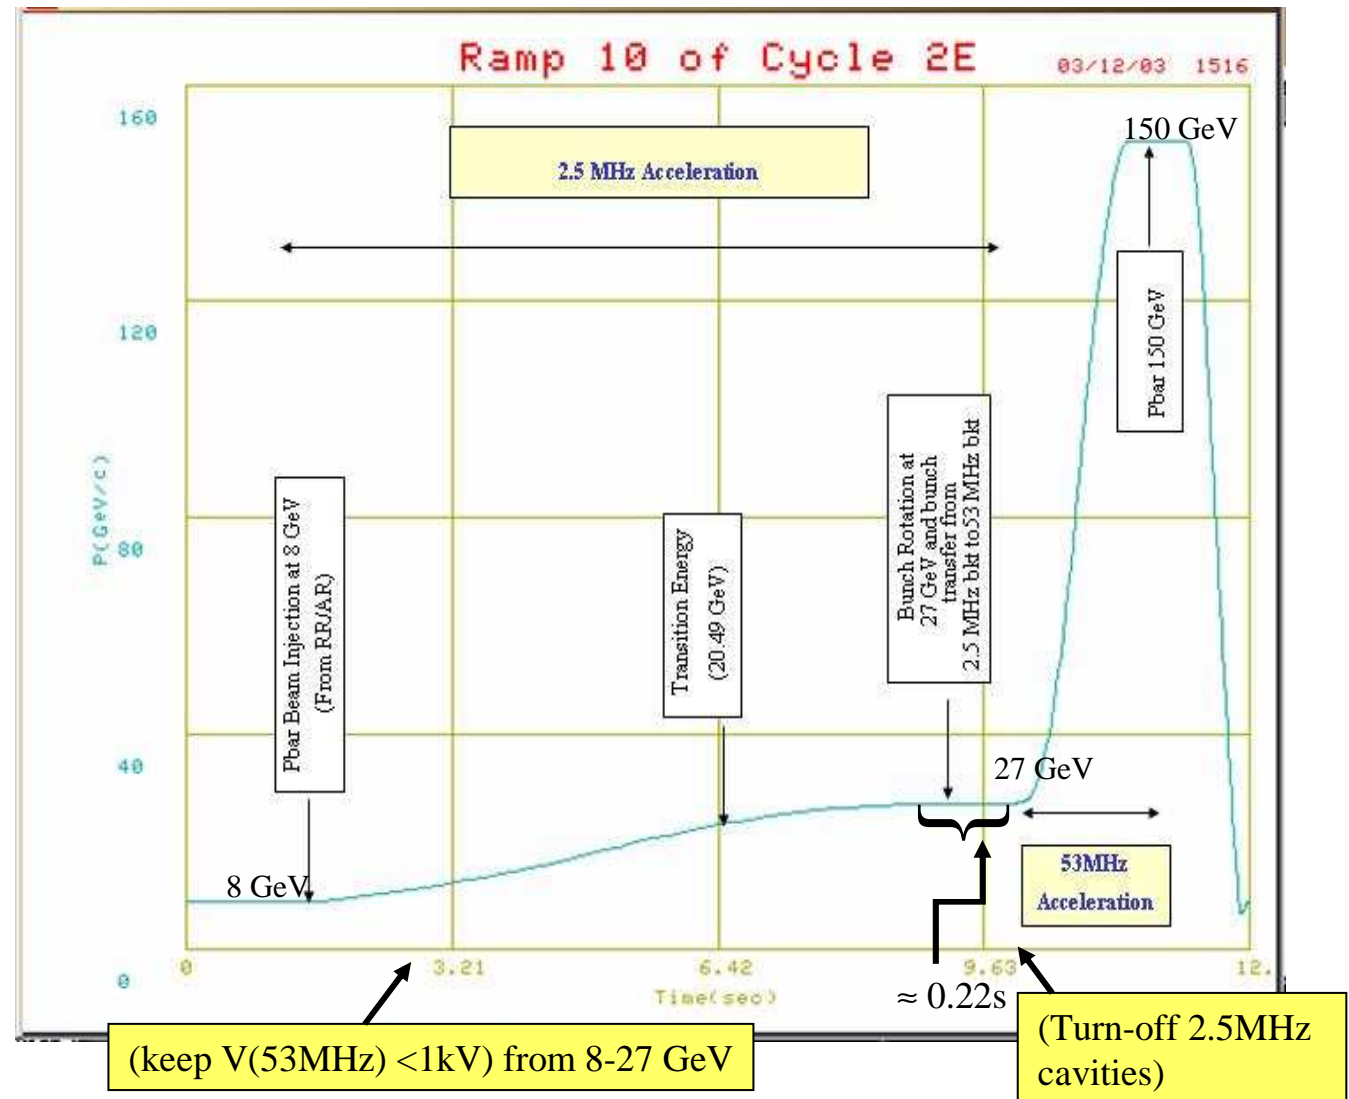 Ramp 10 of Cycle 2E
03/12/03 1516
160
120
80
40
0
P(GeV/c)
150 GeV
2.5 MHz Acceleration
Pbar 150 GeV
Bunch Rotation at
27 GeV and bunch
transfer from
2.5 MHz bkt to53 MHz bkt
Pbar Beam Injection at 8 GeV
(From RR/AR)
Transition Energy
(20.49 GeV)
27 GeV
8 GeV
53MHz
Acceleration
0
3.21
6.42
9.63
12.
Time(sec)
≈ 0.22s
(keep V(53MHz) <1kV) from 8-27 GeV
(Turn-off 2.5MHz
cavities)